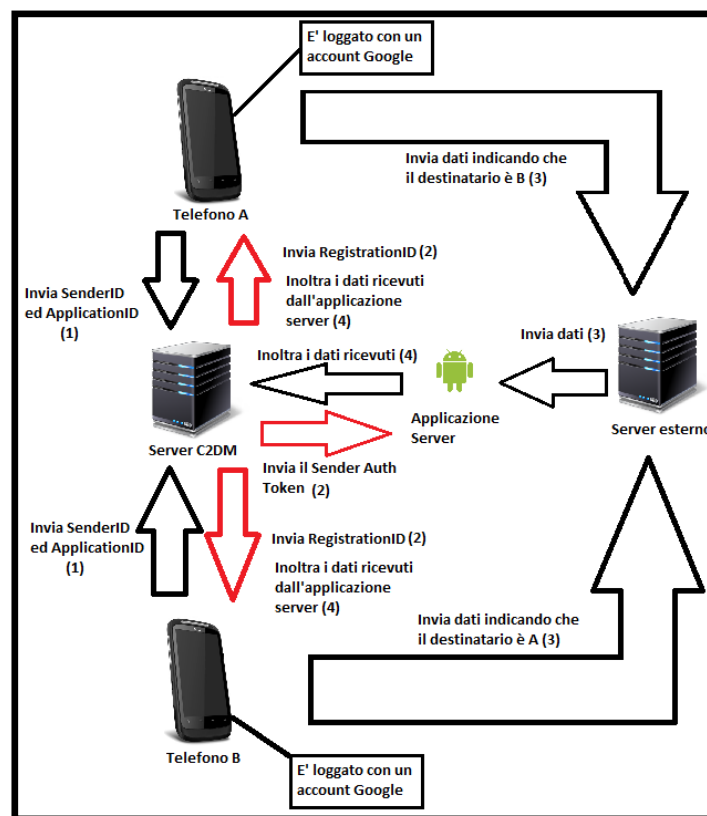 E' loggato con un
account Google
Invia dati indicando che
il destinatario è B (3)
Telefono A
Invia RegistrationID (2)
Inoltra i dati ricevuti
dall'applicazione
server (4)
Invia SenderID
ed ApplicationID
(1)
Invia dati (3)
Inoltra i dati ricevuti (4)
Applicazione
Server
Server esterno
Server C2DM
Invia il Sender Auth
Token (2)
Invia SenderID
ed ApplicationID
(1)
Invia RegistrationID (2)
Inoltra i dati ricevuti
dall'applicazione
server (4)
Invia dati indicando che
il destinatario è A (3)
Telefono B
E' loggato con un
account Google